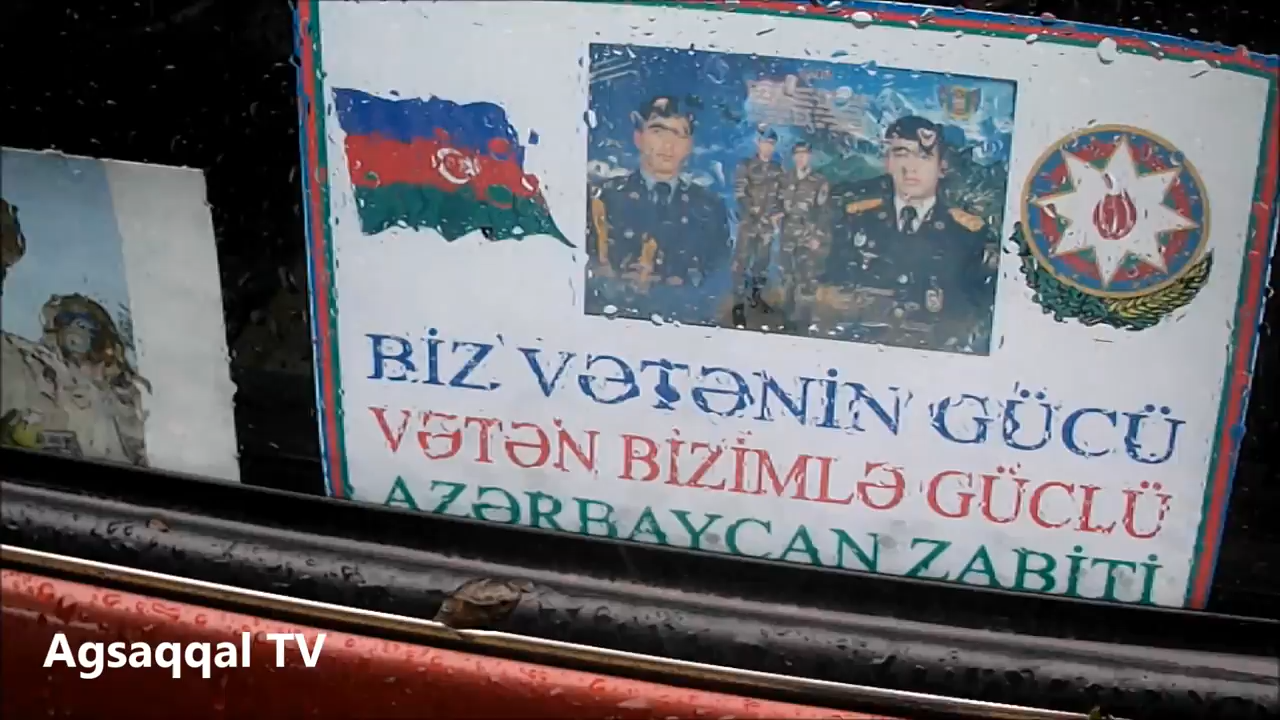 BİZ VƏTƏNİN GÜCÜ
VƏTƏN BİZİMLƏ GÜCLÜ
AZƏRBAYCAN ZABİTİ
Agsaqqal TV